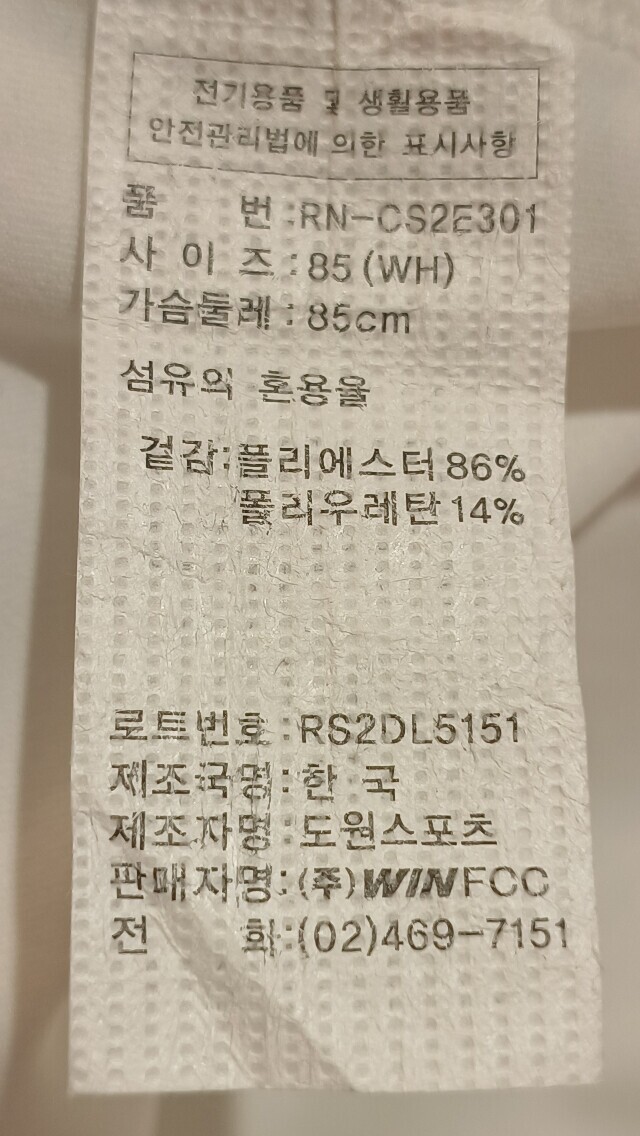 전기용품 및 생활용품
안전관리법에 의한 표시사항
품 번:RN-CS2E301
사 이 즈:85(WH)
가슴둘레:85cm
섬유의 혼용율
겉감:폴리에스터86%
폴리우레탄14%
로트번호:RS2DL5151
제조국명:한 국
제조자명:도원스포츠
판매자명:(주)WINFCC
전 화:(02)469-7151